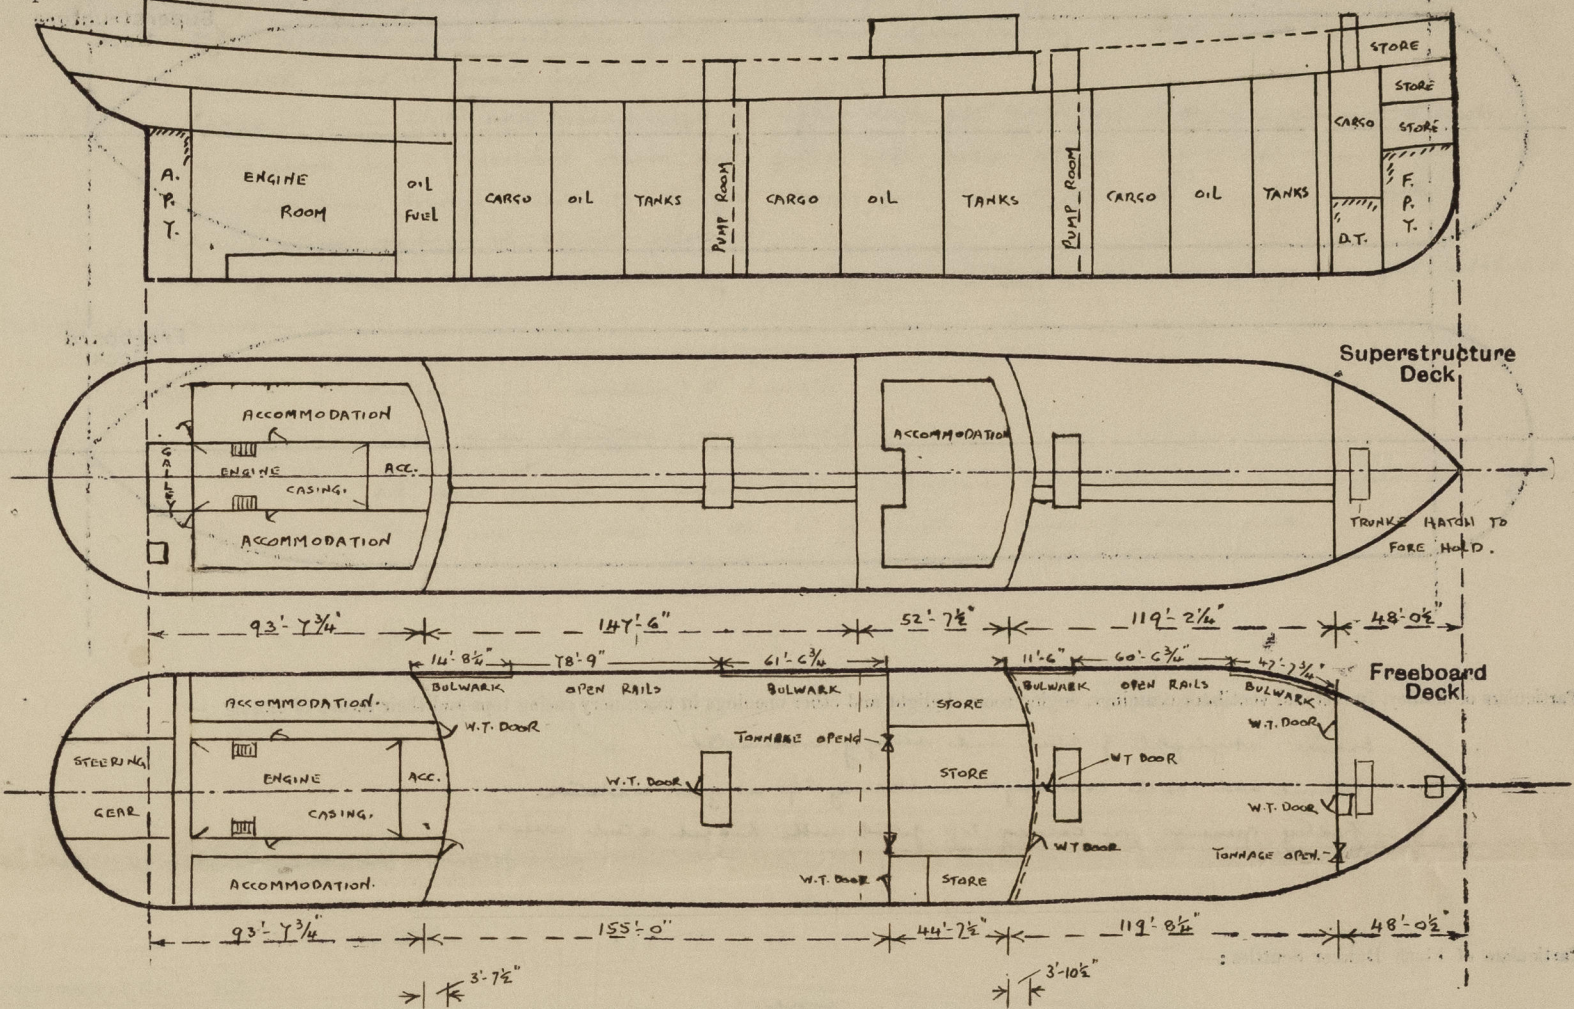 STORE
STORE
CARGO
STORE
A.
P.
T.
ENGINE
ROOM
OIL
FUEL
CARGO
OIL
TANKS
PUMP ROOM
CARGO
OIL
TANKS
PUMP ROOM
CARGO
OIL
TANKS
D.T.
F.
P.
T.
Superstructure
Deck
ACCOMMODATION
GALLEY
ENGINE
CASING.
ACC.
ACCOMMODATION
ACCOMMODATION
TRUNKE HATCH TO
FORE HOLD.
93'-7¾" 147'-6" 52'-7½" 119'-2¼" 48'-0½"
14'-8¼" 78'-9" 61'-6¾ 11'-6" 60'-6¾" 47'-7¾"
BULWARK OPEN RAILS BULWARK BULWARK OPEN RAILS BULWARK
Freeboard
Deck
ACCOMMODATION.
W.T. DOOR
STEERING
GEAR
ENGINE
CASING.
ACC.
W.T. DOOR
TONNAGE OPENG
STORE
STORE
WT DOOR
W.T. DOOR
W.T. DOOR
WT DOOR
TONNAGE OPEN.
ACCOMMODATION.
W.T. DOOR
STORE
93'-7¾" 155'-0" 44'-7½" 119'-8¼" 48'-0½"
3'-7½" 3'-10½"